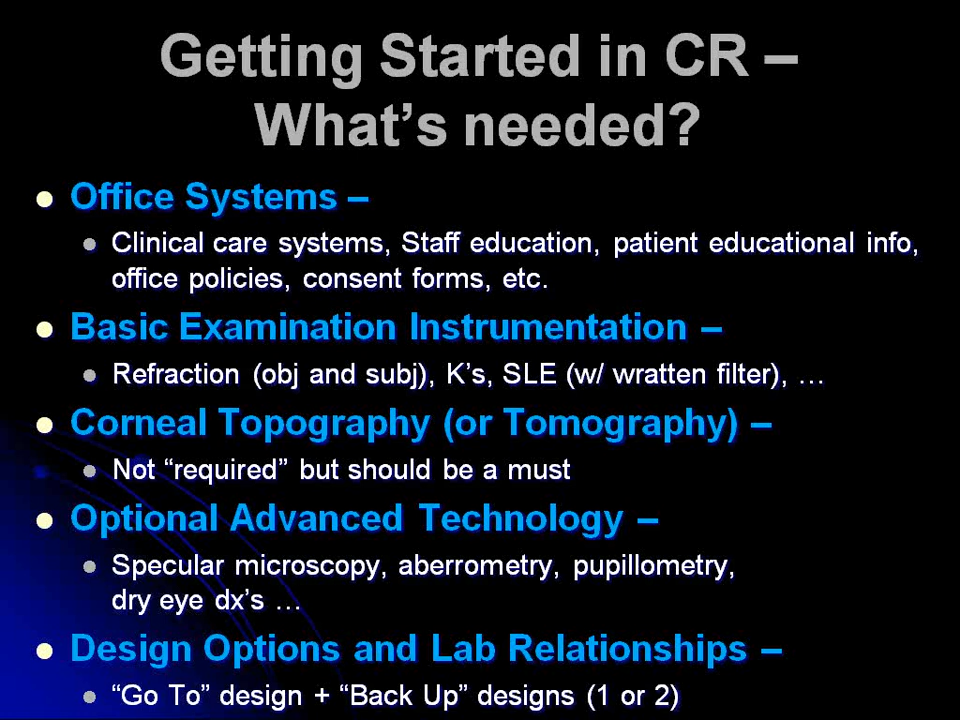 Getting Started in CR –
What's needed?
Office Systems –
Clinical care systems, Staff education, patient educational info,
office policies, consent forms, etc.
Basic Examination Instrumentation –
Refraction (obj and subj), K's, SLE (w/ wratten filter), …
Corneal Topography (or Tomography) –
Not “required” but should be a must
Optional Advanced Technology –
Specular microscopy, aberrometry, pupillometry,
dry eye dx's …
Design Options and Lab Relationships –
“Go To” design + “Back Up” designs (1 or 2)